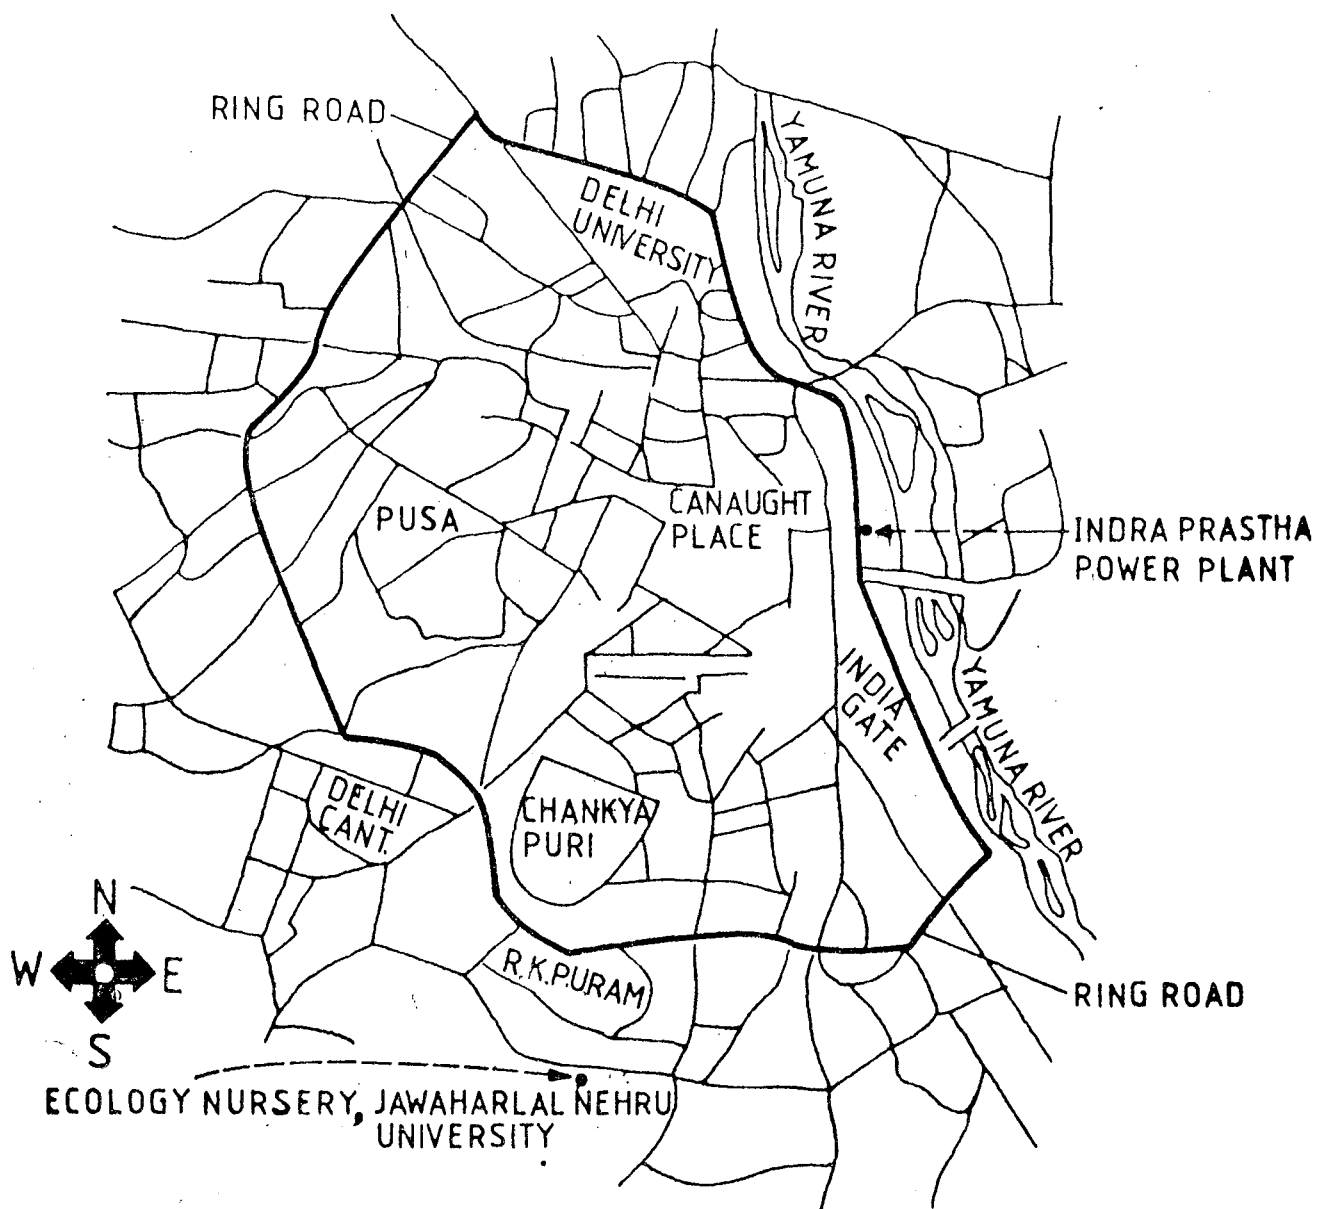 RING ROAD
YAMUNA RIVER
DELHI
UNIVERSITY
PUSA
CANAUGHT
PLACE
INDRA PRASTHA
POWER PLANT
INDIA
GATE
YAMUNA RIVER
DELHI
CANT.
CHANKYA
PURI
N
W E
S
R.K.PURAM
RING ROAD
ECOLOGY NURSERY, JAWAHARLAL NEHRU
UNIVERSITY